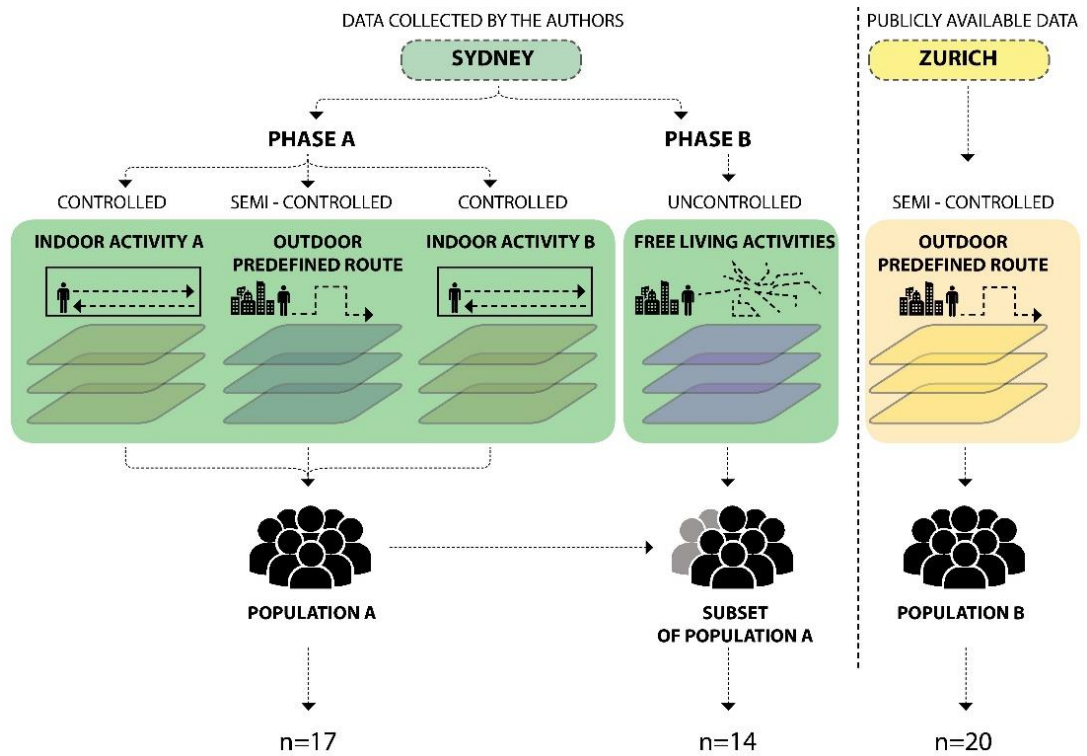 DATA COLLECTED BY THE AUTHORS
PUBLICLY AVAILABLE DATA
SYDNEY
ZURICH
PHASE A
PHASE B
CONTROLLED
SEMI - CONTROLLED
CONTROLLED
UNCONTROLLED
SEMI - CONTROLLED
INDOOR ACTIVITY A
OUTDOOR
PREDEFINED ROUTE
INDOOR ACTIVITY B
FREE LIVING ACTIVITIES
OUTDOOR
PREDEFINED ROUTE
POPULATION A
SUBSET
OF POPULATION A
POPULATION B
n=17
n=14
n=20